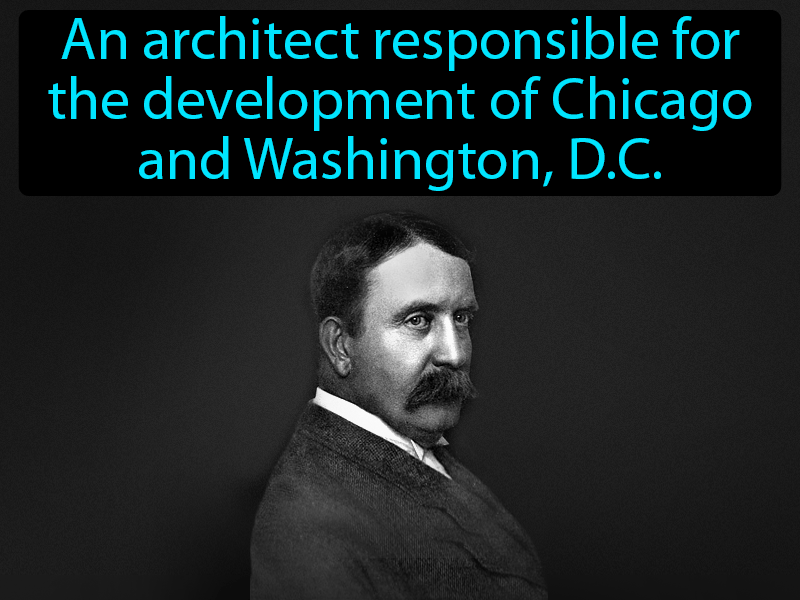 An architect responsible for
the development of Chicago
and Washington, D.C.